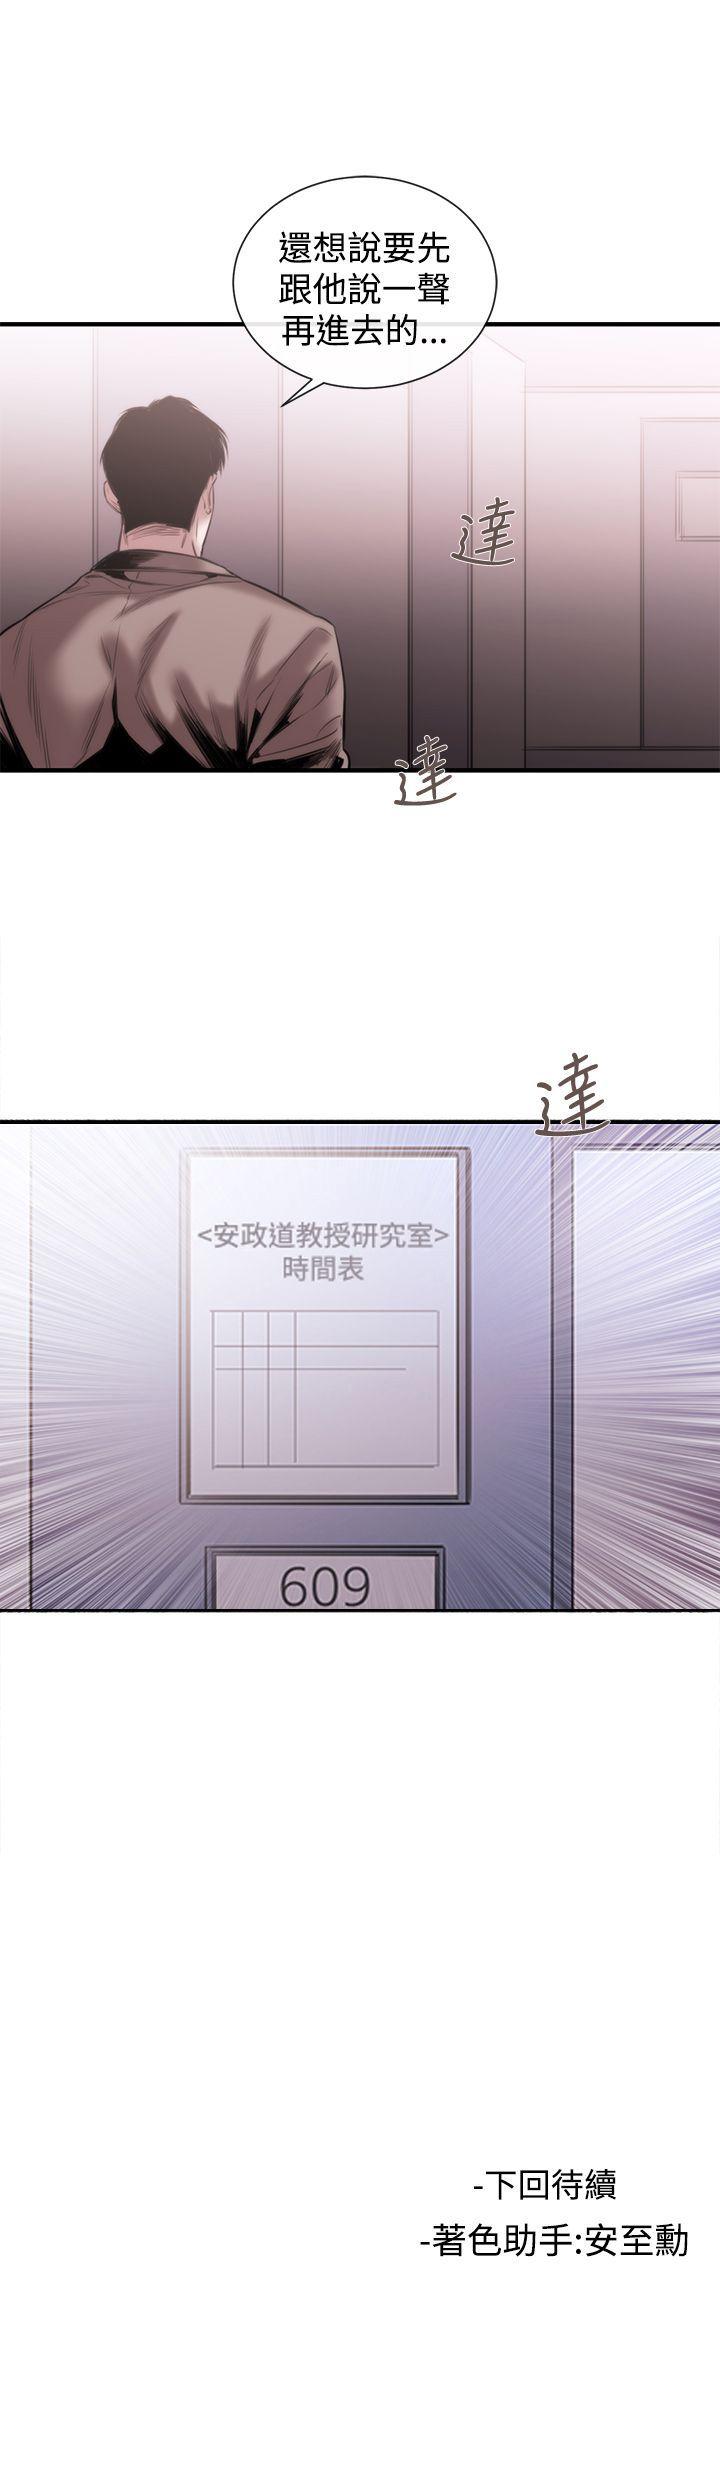 還想說要先
跟他說一聲
再進去的...
達
達
達
<安政道教授研究室>
時間表
609
-下回待續
-著色助手:安至勳